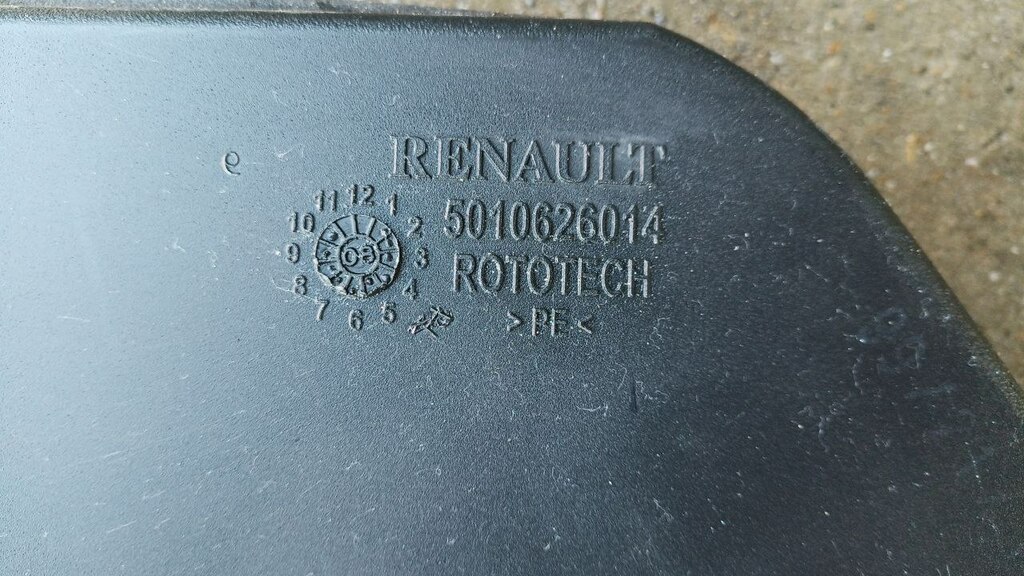 RENAULT
5010626014
ROTOTECH
>PE<
11 12 1
10 2
9 3
8 4
7 6 5